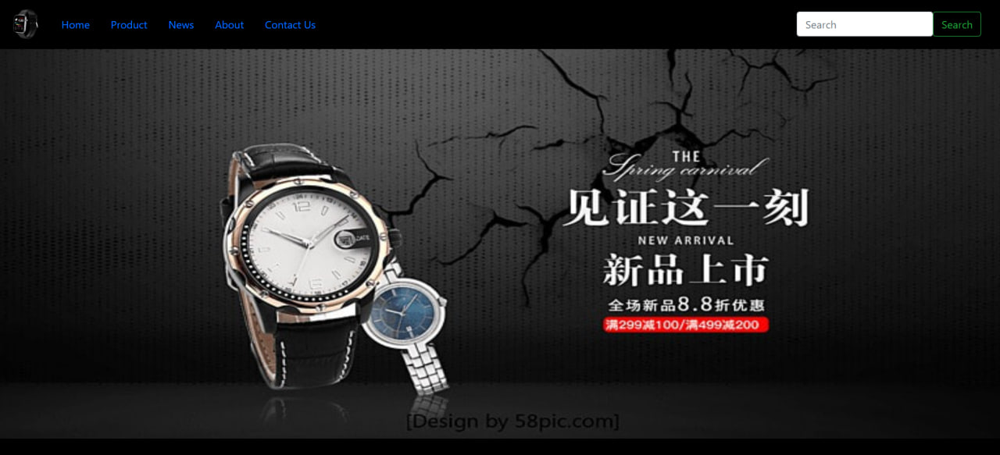 Home Product News About Contact Us Search Search
THE
Spring carnival
见证这一刻
NEW ARRIVAL
新品上市
全场新品8.8折优惠
满299减100/满499减200
12
DATE
[Design by 58pic.com]